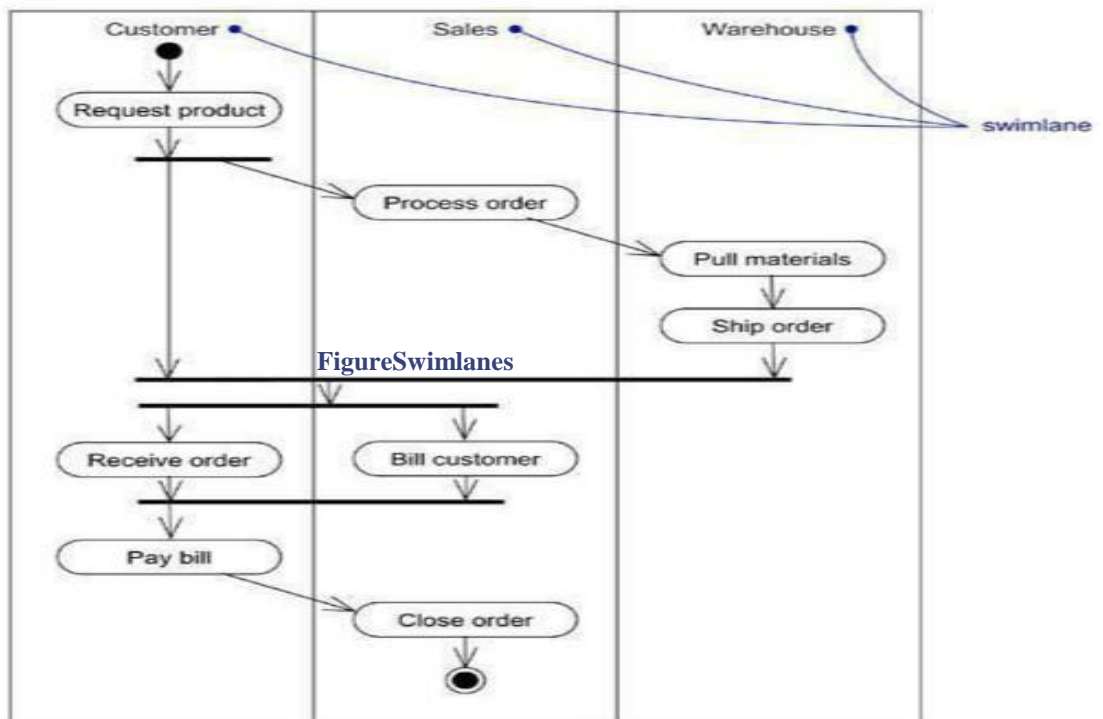 Customer
Sales
Warehouse
swimlane
Request product
Process order
Pull materials
Ship order
FigureSwimlanes
Receive order
Bill customer
Pay bill
Close order